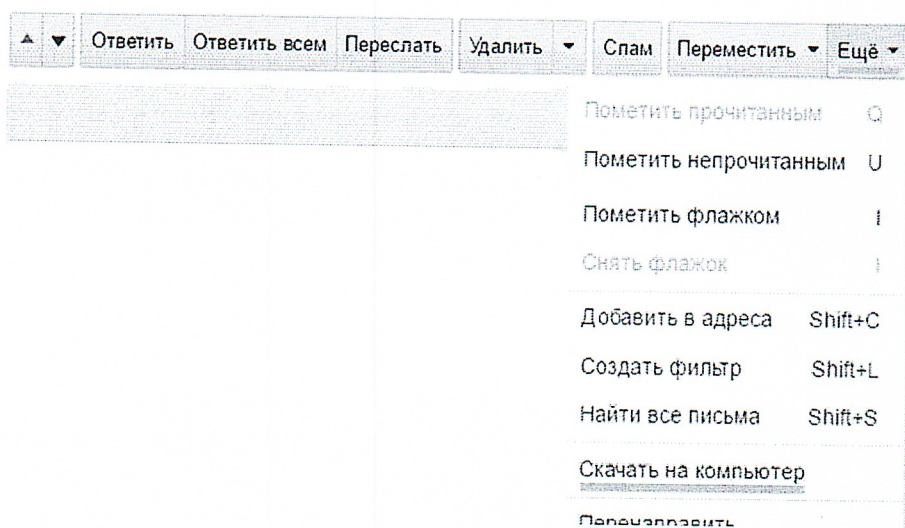 Ответить Ответить всем Переслать Удалить Спам Переместить Ещё
Пометить прочитанным Q
Пометить непрочитанным U
Пометить флажком I
Снять флажок I
Добавить в адреса Shift+C
Создать фильтр Shift+L
Найти все письма Shift+S
Скачать на компьютер
Перенаправить